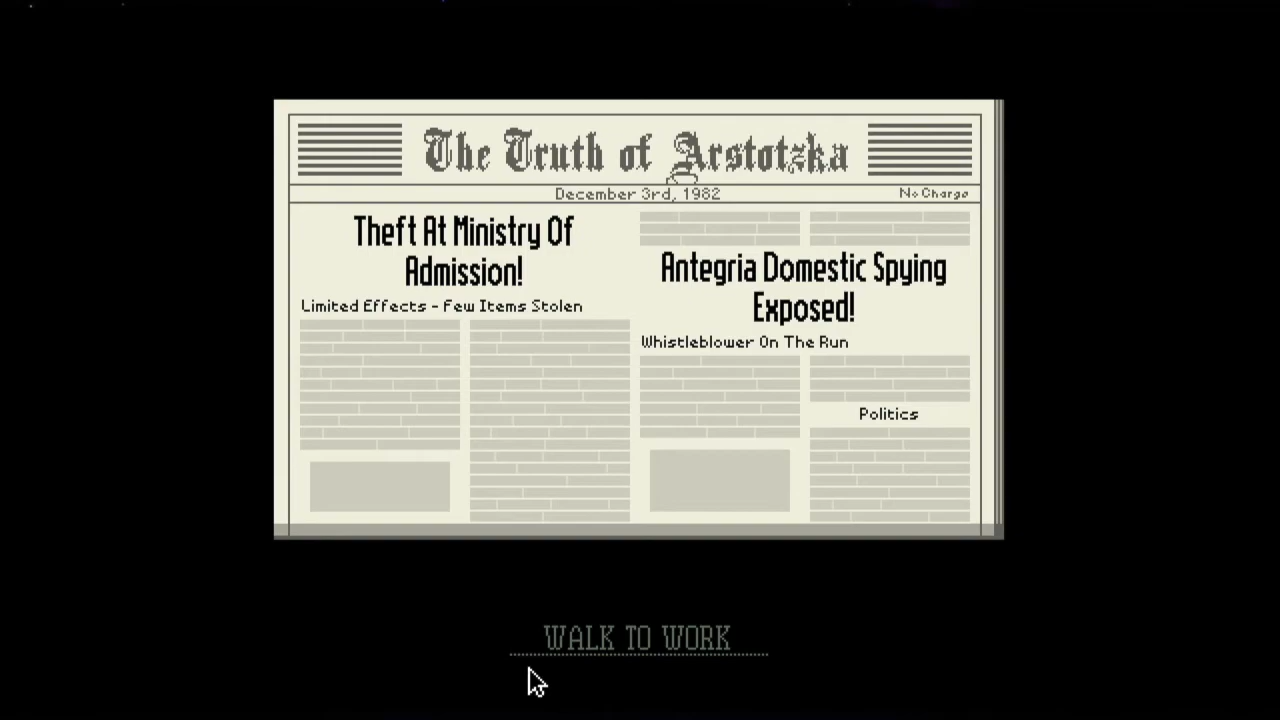 The Truth of Arstotzka
December 3rd, 1982
No Charge
Theft At Ministry Of
Admission!
Limited Effects - Few Items Stolen
Antegria Domestic Spying
Exposed!
Whistleblower On The Run
Politics
WALK TO WORK